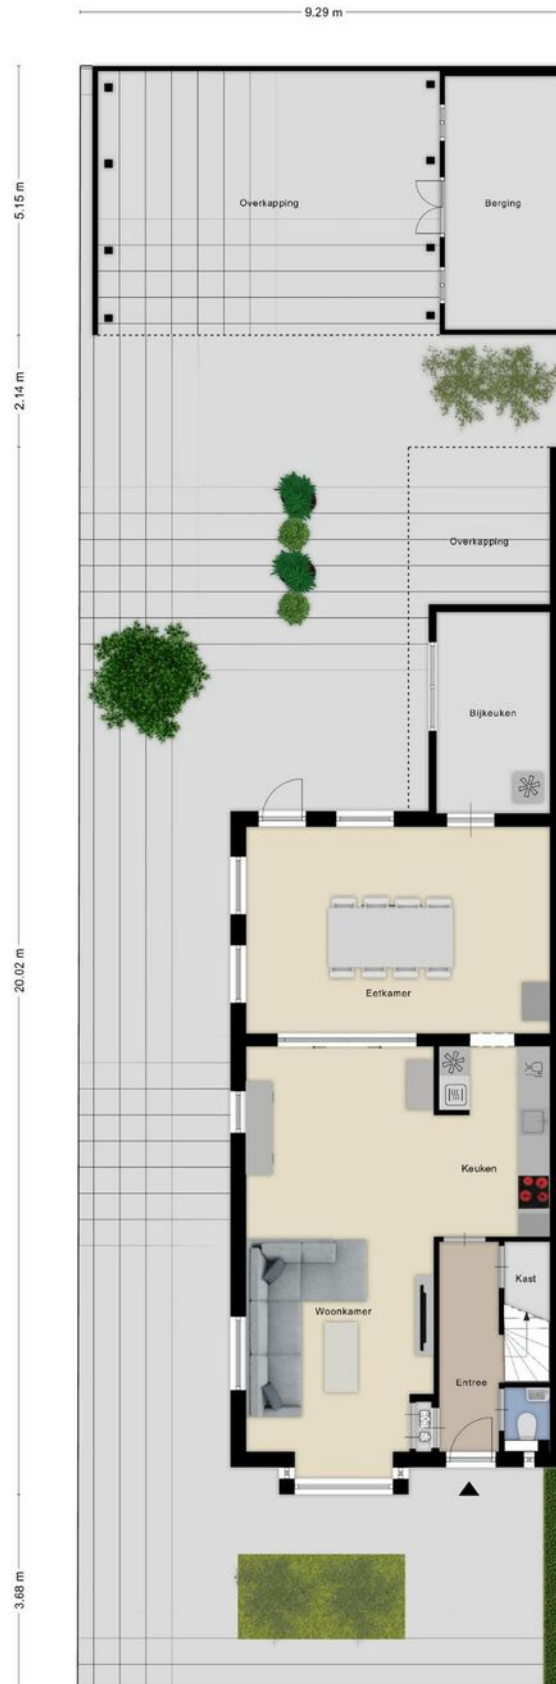 9.29 m
5.15 m
Overkapping
Berging
2.14 m
Overkapping
Bijkeuken
20.02 m
Eetkamer
Keuken
Kast
Woonkamer
Entree
3.68 m